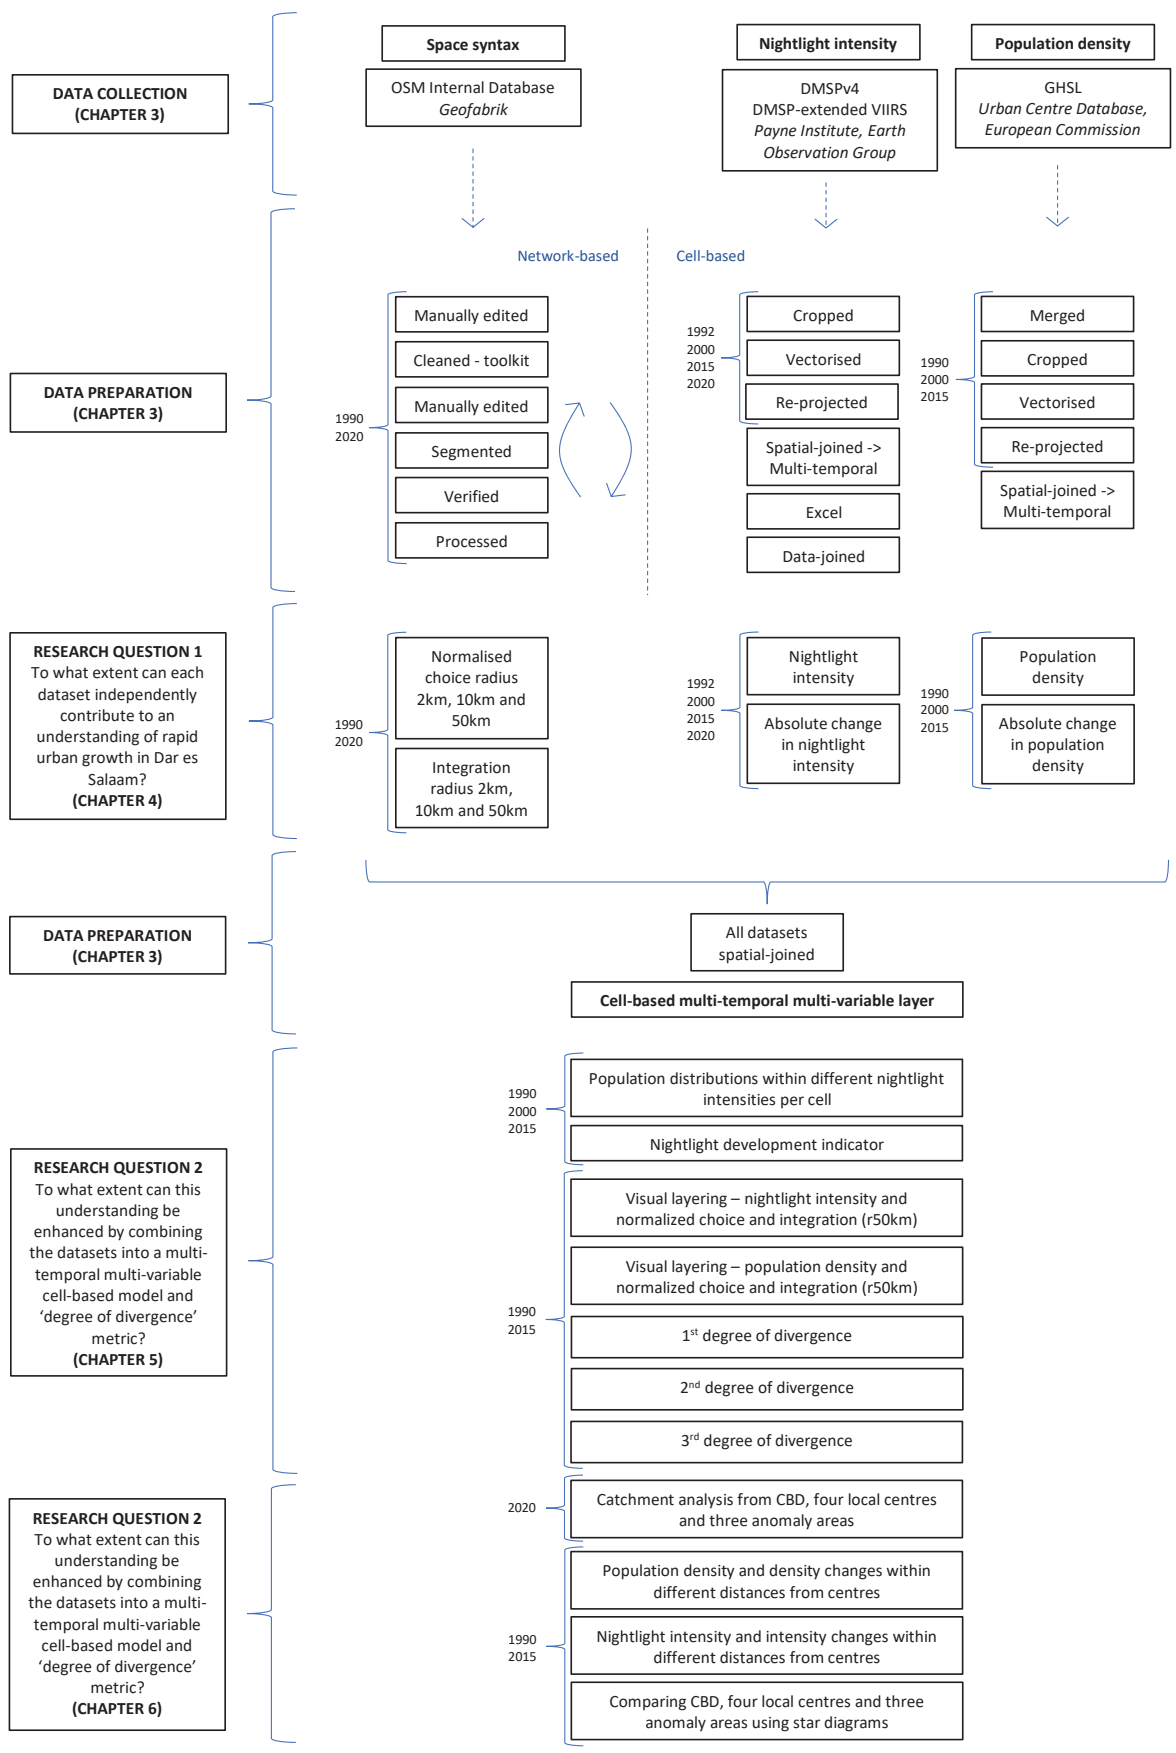 DATA COLLECTION
(CHAPTER 3)
Space syntax
OSM Internal Database
Geofabrik
Nightlight intensity
DMSPv4
DMSP-extended VIIRS
Payne Institute, Earth
Observation Group
Population density
GHSL
Urban Centre Database,
European Commission
DATA PREPARATION
(CHAPTER 3)
Network-based
Cell-based
1990
2020
Manually edited
Cleaned - toolkit
Manually edited
Segmented
Verified
Processed
1992
2000
2015
2020
Cropped
Vectorised
Re-projected
Spatial-joined ->
Multi-temporal
Excel
Data-joined
1990
2000
2015
Merged
Cropped
Vectorised
Re-projected
Spatial-joined ->
Multi-temporal
RESEARCH QUESTION 1
To what extent can each
dataset independently
contribute to an
understanding of rapid
urban growth in Dar es
Salaam?
(CHAPTER 4)
1990
2020
Normalised
choice radius
2km, 10km and
50km
Integration
radius 2km,
10km and 50km
1992
2000
2015
2020
Nightlight
intensity
Absolute change
in nightlight
intensity
1990
2000
2015
Population
density
Absolute change
in population
density
DATA PREPARATION
(CHAPTER 3)
All datasets
spatial-joined
Cell-based multi-temporal multi-variable layer
RESEARCH QUESTION 2
To what extent can this
understanding be
enhanced by combining
the datasets into a multi-
temporal multi-variable
cell-based model and
‘degree of divergence’
metric?
(CHAPTER 5)
1990
2000
2015
Population distributions within different nightlight
intensities per cell
Nightlight development indicator
1990
2015
Visual layering – nightlight intensity and
normalized choice and integration (r50km)
Visual layering – population density and
normalized choice and integration (r50km)
1st degree of divergence
2nd degree of divergence
3rd degree of divergence
RESEARCH QUESTION 2
To what extent can this
understanding be
enhanced by combining
the datasets into a multi-
temporal multi-variable
cell-based model and
‘degree of divergence’
metric?
(CHAPTER 6)
2020
Catchment analysis from CBD, four local centres
and three anomaly areas
1990
2015
Population density and density changes within
different distances from centres
Nightlight intensity and intensity changes within
different distances from centres
Comparing CBD, four local centres and three
anomaly areas using star diagrams